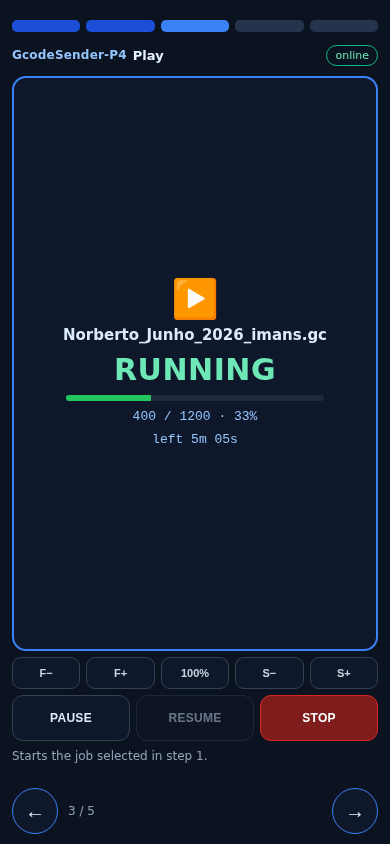 GcodeSender-P4 Play online
Norberto_Junho_2026_imans.gc
RUNNING
400 / 1200 · 33%
left 5m 05s
F− F+ 100% S− S+
PAUSE RESUME STOP
Starts the job selected in step 1.
← 3 / 5 →